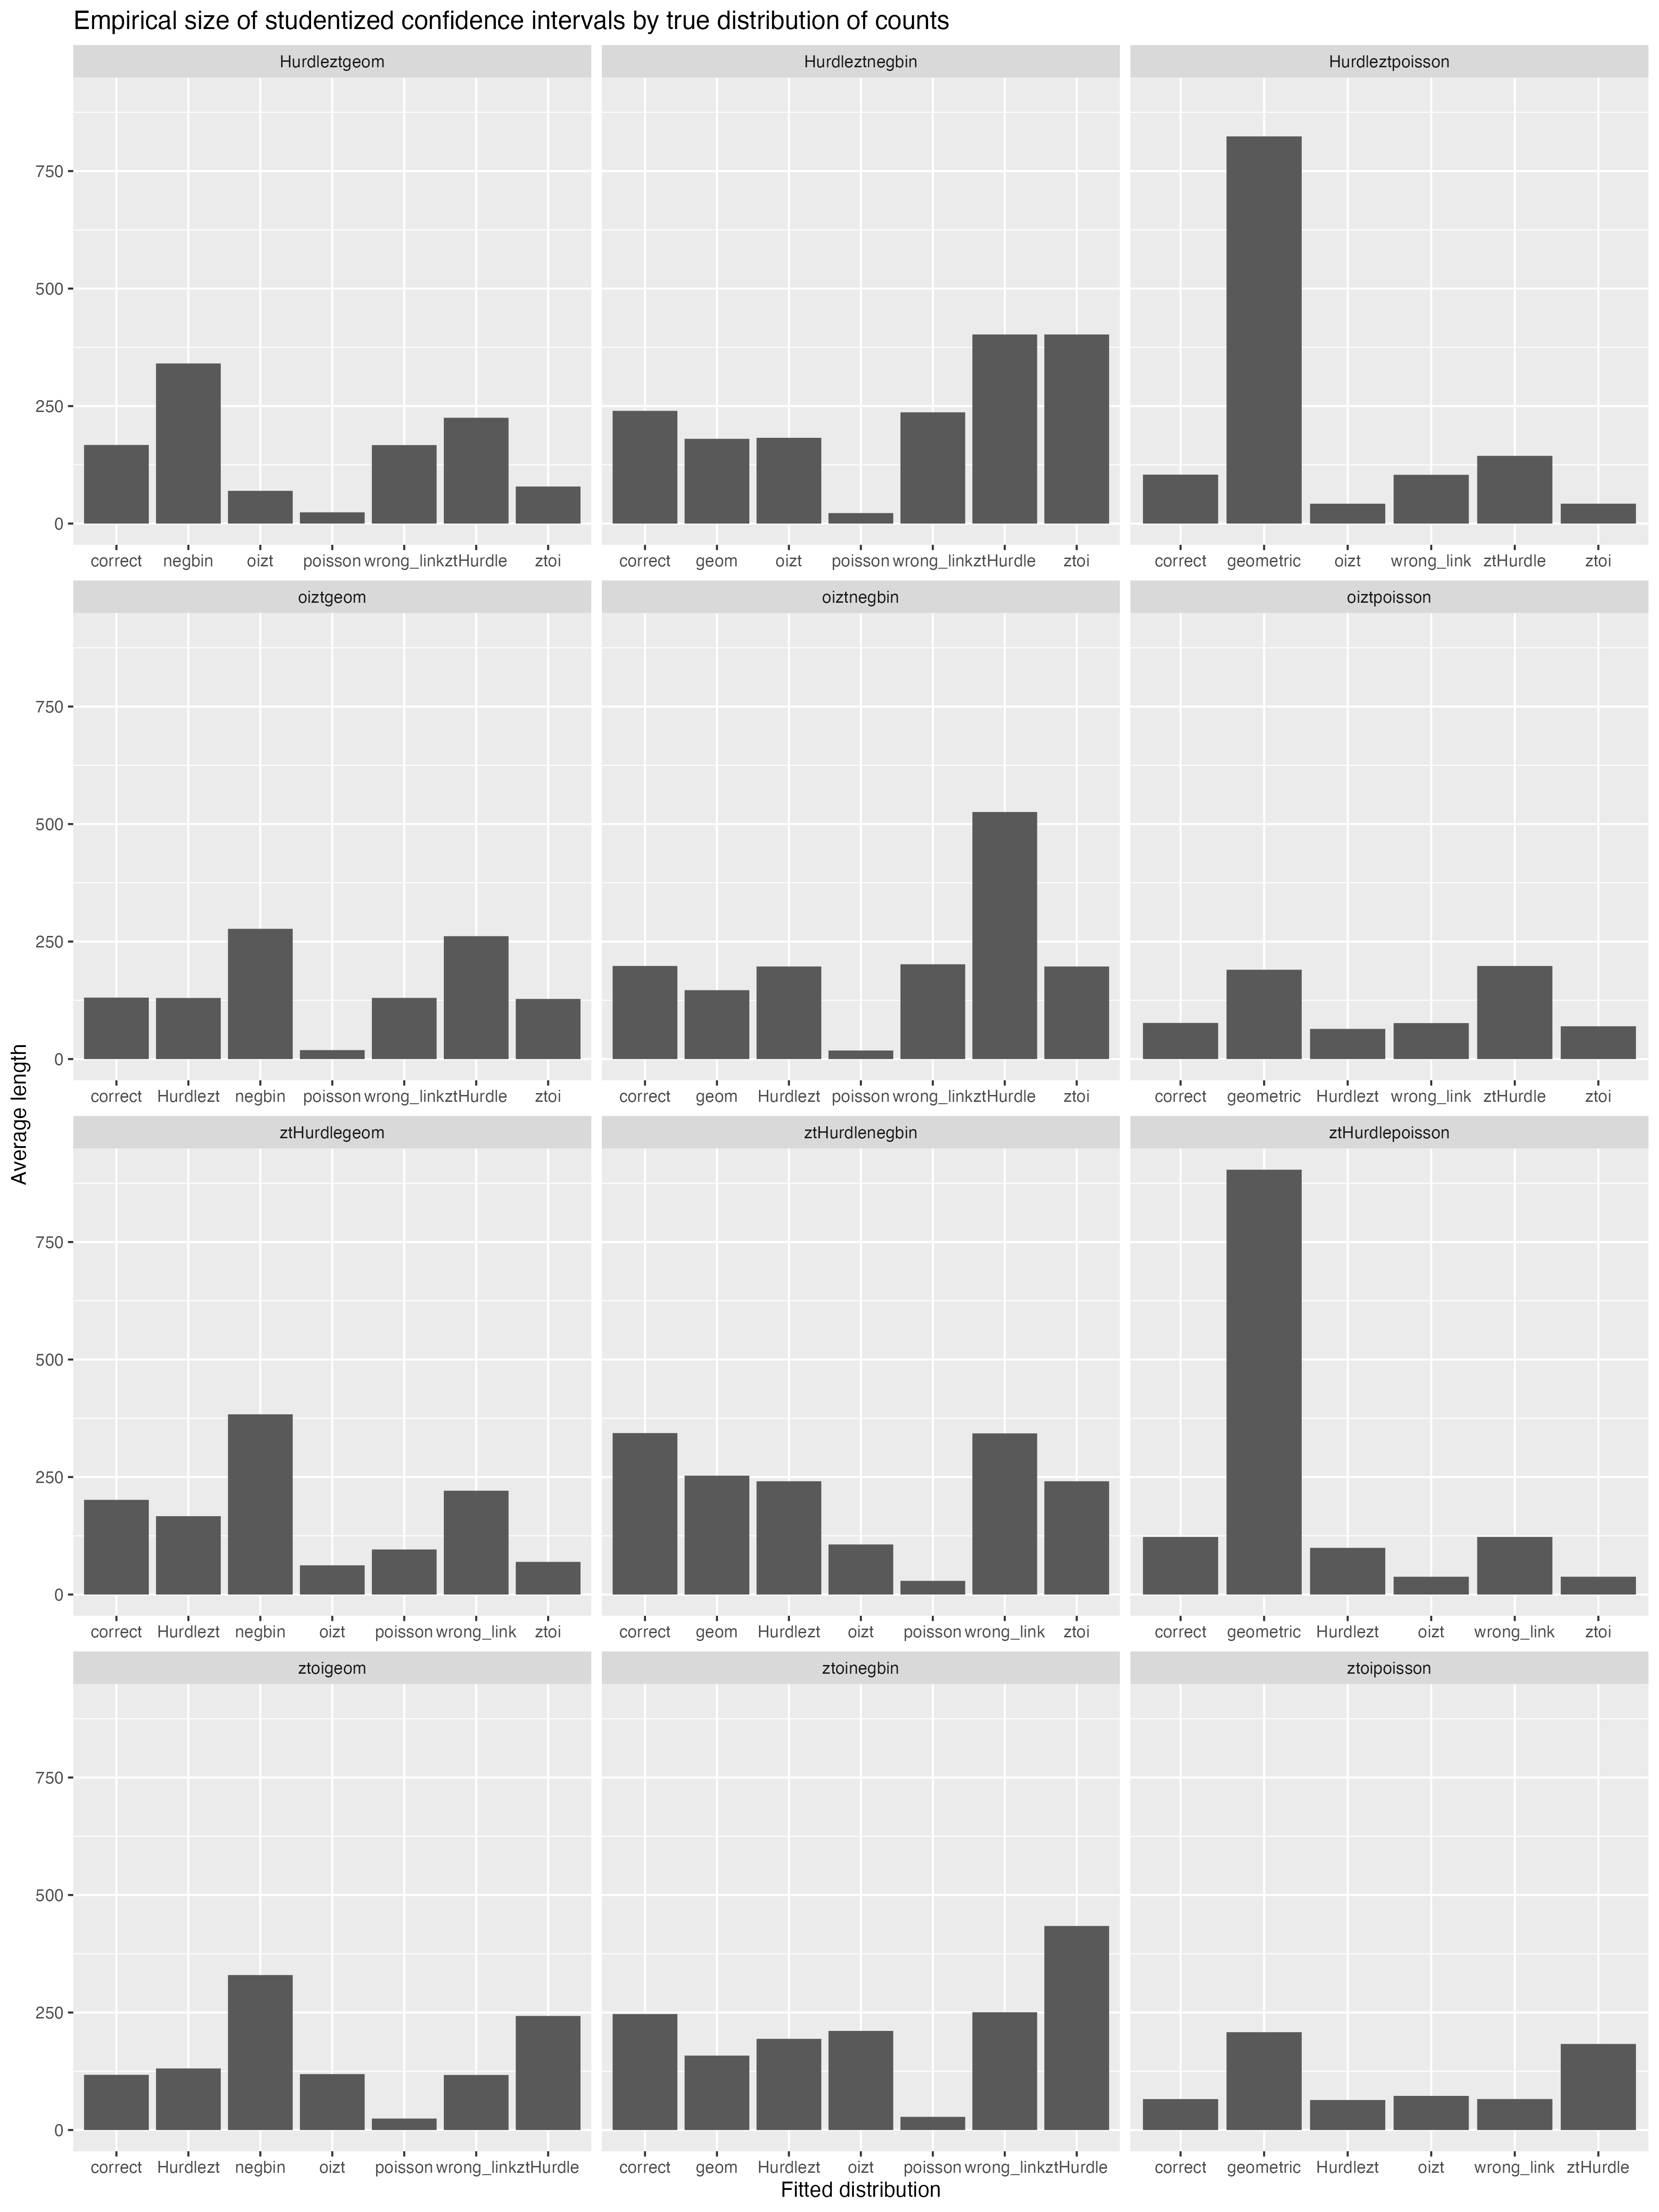 Empirical size of studentized confidence intervals by true distribution of counts
Hurdleztgeom Hurdleztnegbin Hurdleztpoisson
750
500
250
0
correct negbin oizt poisson wrong_link ztHurdle ztoi correct geom oizt poisson wrong_link ztHurdle ztoi correct geometric oizt wrong_link ztHurdle ztoi
oiztgeom oiztnegbin oiztpoisson
750
500
250
0
correct Hurdlezt negbin poisson wrong_link ztHurdle ztoi correct geom Hurdlezt poisson wrong_link ztHurdle ztoi correct geometric Hurdlezt wrong_link ztHurdle ztoi
Average length
ztHurdlegeom ztHurdlenegbin ztHurdlepoisson
750
500
250
0
correct Hurdlezt negbin oizt poisson wrong_link ztoi correct geom Hurdlezt oizt poisson wrong_link ztoi correct geometric Hurdlezt oizt wrong_link ztoi
ztoigeom ztoinegbin ztoipoisson
750
500
250
0
correct Hurdlezt negbin oizt poisson wrong_link ztHurdle correct geom Hurdlezt oizt poisson wrong_link ztHurdle correct geometric Hurdlezt oizt wrong_link ztHurdle
Fitted distribution